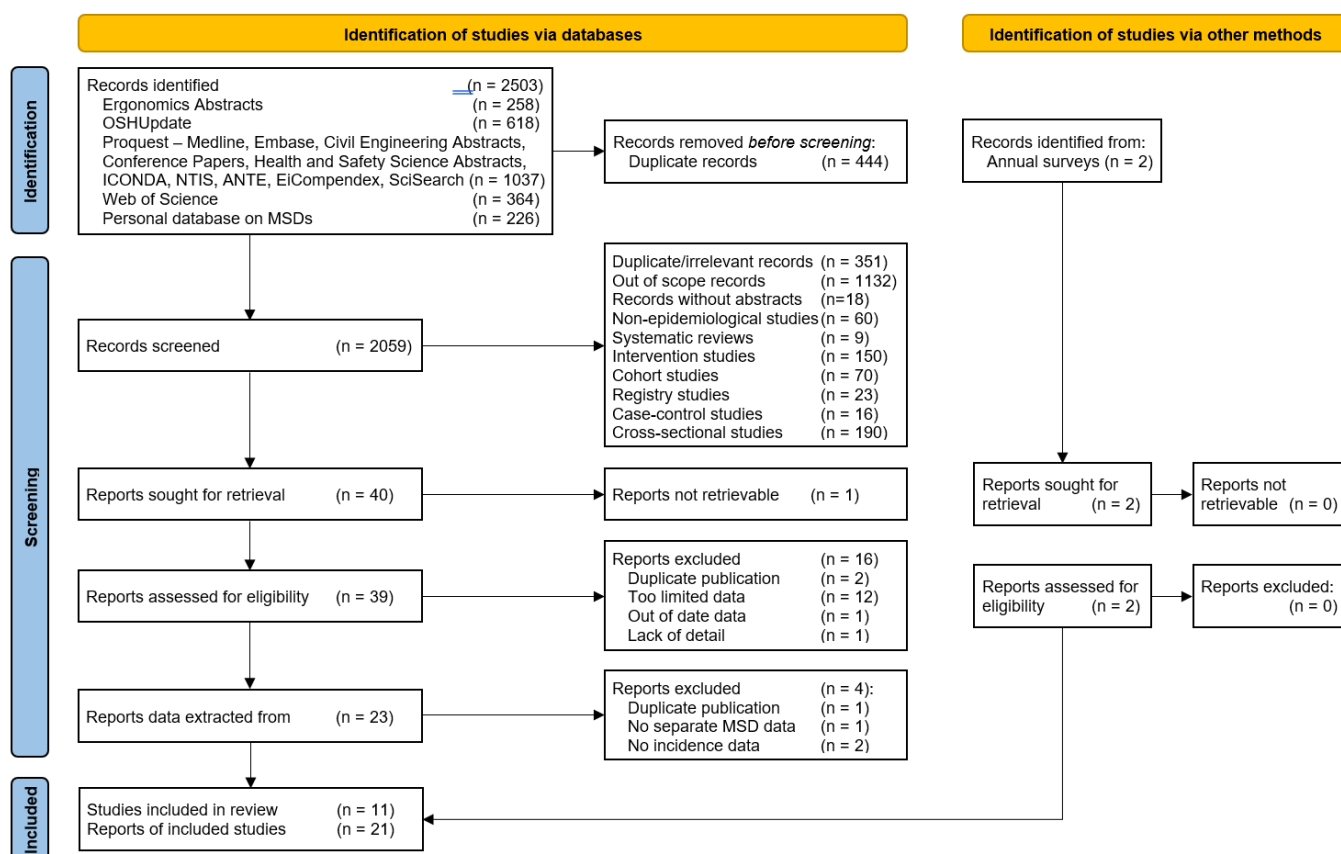 Identification of studies via databases
Identification of studies via other methods
Identification
Records identified (n = 2503)
Ergonomics Abstracts (n = 258)
OSHUpdate (n = 618)
Proquest – Medline, Embase, Civil Engineering Abstracts,
Conference Papers, Health and Safety Science Abstracts,
ICONDA, NTIS, ANTE, EiCompendex, SciSearch (n = 1037)
Web of Science (n = 364)
Personal database on MSDs (n = 226)
Records removed before screening:
Duplicate records (n = 444)
Records identified from:
Annual surveys (n = 2)
Screening
Records screened (n = 2059)
Duplicate/irrelevant records (n = 351)
Out of scope records (n = 1132)
Records without abstracts (n=18)
Non-epidemiological studies (n = 60)
Systematic reviews (n = 9)
Intervention studies (n = 150)
Cohort studies (n = 70)
Registry studies (n = 23)
Case-control studies (n = 16)
Cross-sectional studies (n = 190)
Reports sought for retrieval (n = 40)
Reports not retrievable (n = 1)
Reports sought for
retrieval (n = 2)
Reports not
retrievable (n = 0)
Reports assessed for eligibility (n = 39)
Reports excluded (n = 16)
Duplicate publication (n = 2)
Too limited data (n = 12)
Out of date data (n = 1)
Lack of detail (n = 1)
Reports assessed for
eligibility (n = 2)
Reports excluded:
(n = 0)
Reports data extracted from (n = 23)
Reports excluded (n = 4):
Duplicate publication (n = 1)
No separate MSD data (n = 1)
No incidence data (n = 2)
Included
Studies included in review (n = 11)
Reports of included studies (n = 21)